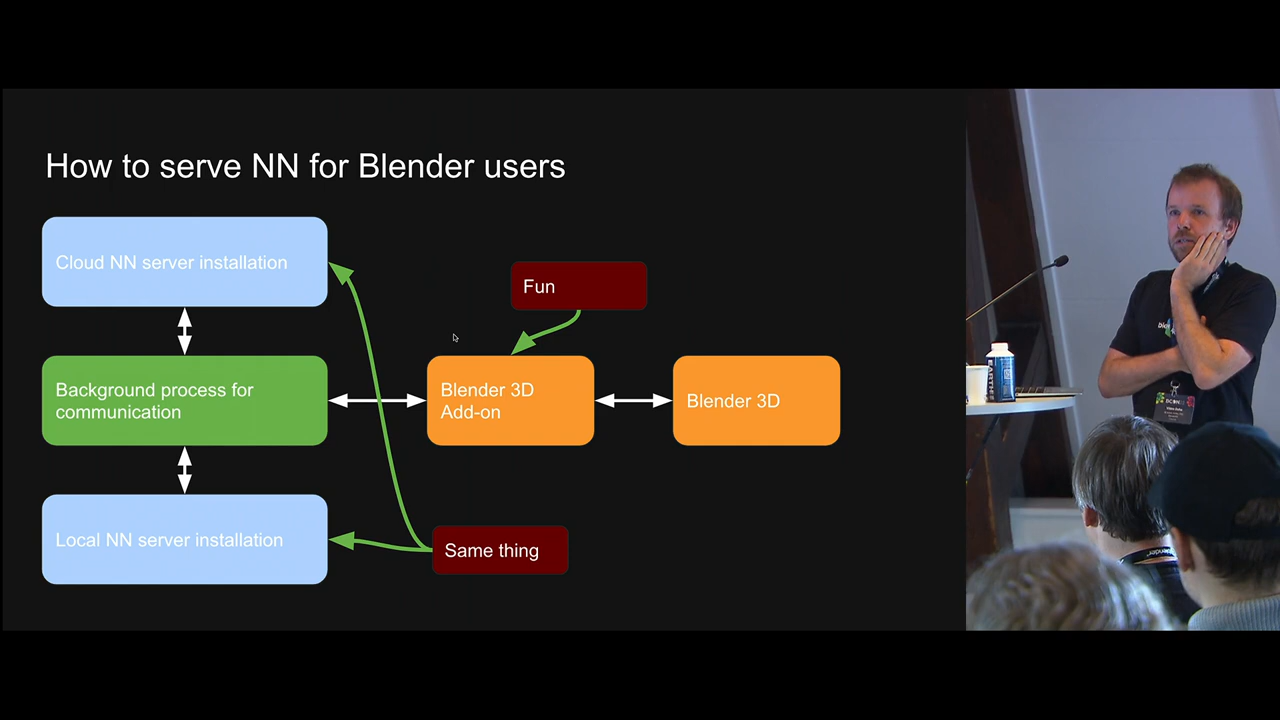 How to serve NN for Blender users
Cloud NN server installation
Fun
Background process for
communication
Blender 3D
Add-on
Blender 3D
Local NN server installation
Same thing
EARTH